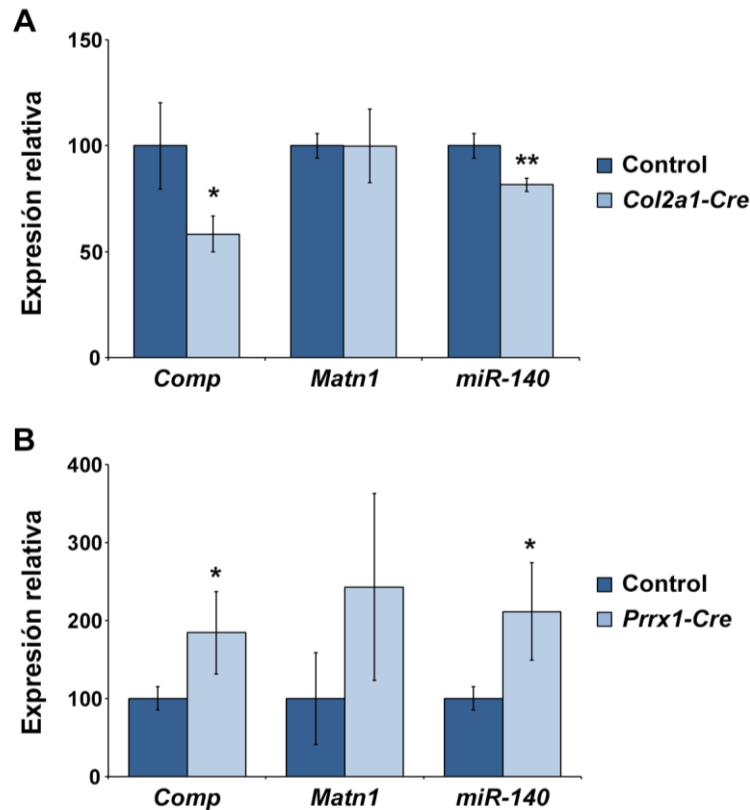 A
Expresión relativa
150
100
50
0
*
**
Comp Matn1 miR-140
Control
Col2a1-Cre
B
Expresión relativa
400
300
200
100
0
*
*
Comp Matn1 miR-140
Control
Prrx1-Cre